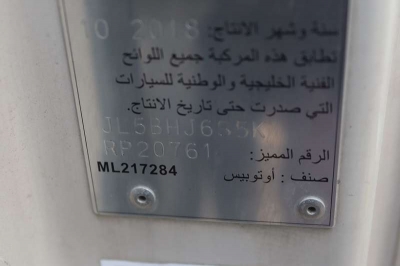 سنة وشهر الانتاج: 2018 10
تطابق هذه المركبة جميع اللوائح
الفنية الخليجية والوطنية للسيارات
التي صدرت حتى تاريخ الانتاج.
الرقم المميز: RP20761
ML217284
صنف : أوتوبيس